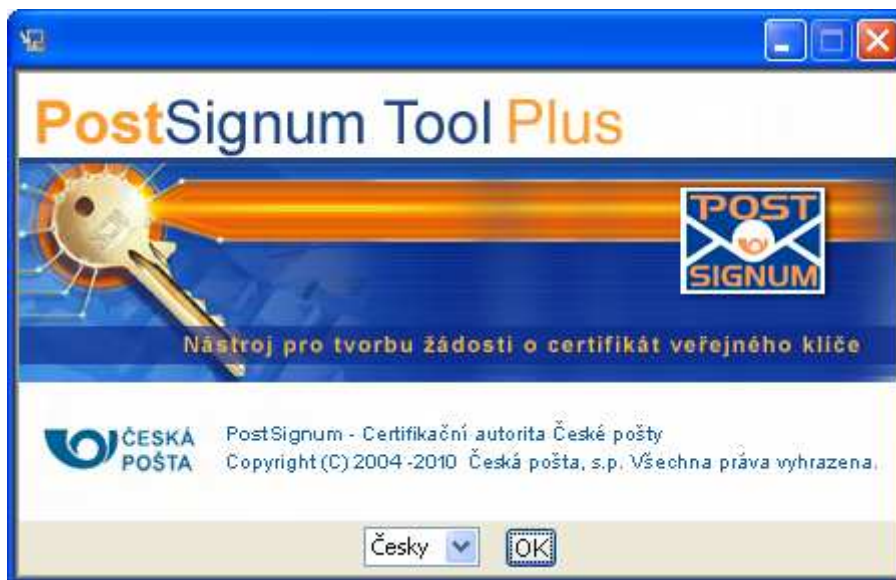 PostSignum Tool Plus
POST
SIGNUM
Nástroj pro tvorbu žádosti o certifikát veřejného klíče
ČESKÁ
POŠTA
PostSignum - Certifikační autorita České pošty
Copyright (C) 2004 -2010 Česká pošta, s.p. Všechna práva vyhrazena.
Česky
OK